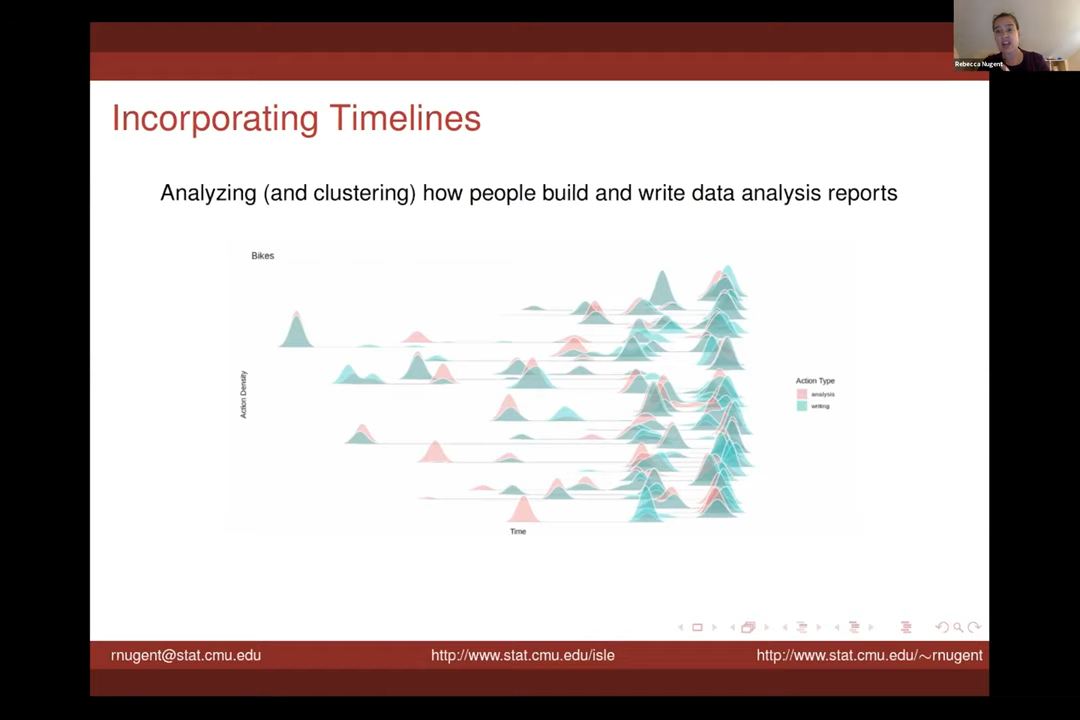 Rebecca Nugent
Incorporating Timelines
Analyzing (and clustering) how people build and write data analysis reports
Bikes
Action Density
Action Type
analysis
writing
Time
rnugent@stat.cmu.edu
http://www.stat.cmu.edu/isle
http://www.stat.cmu.edu/~rnugent